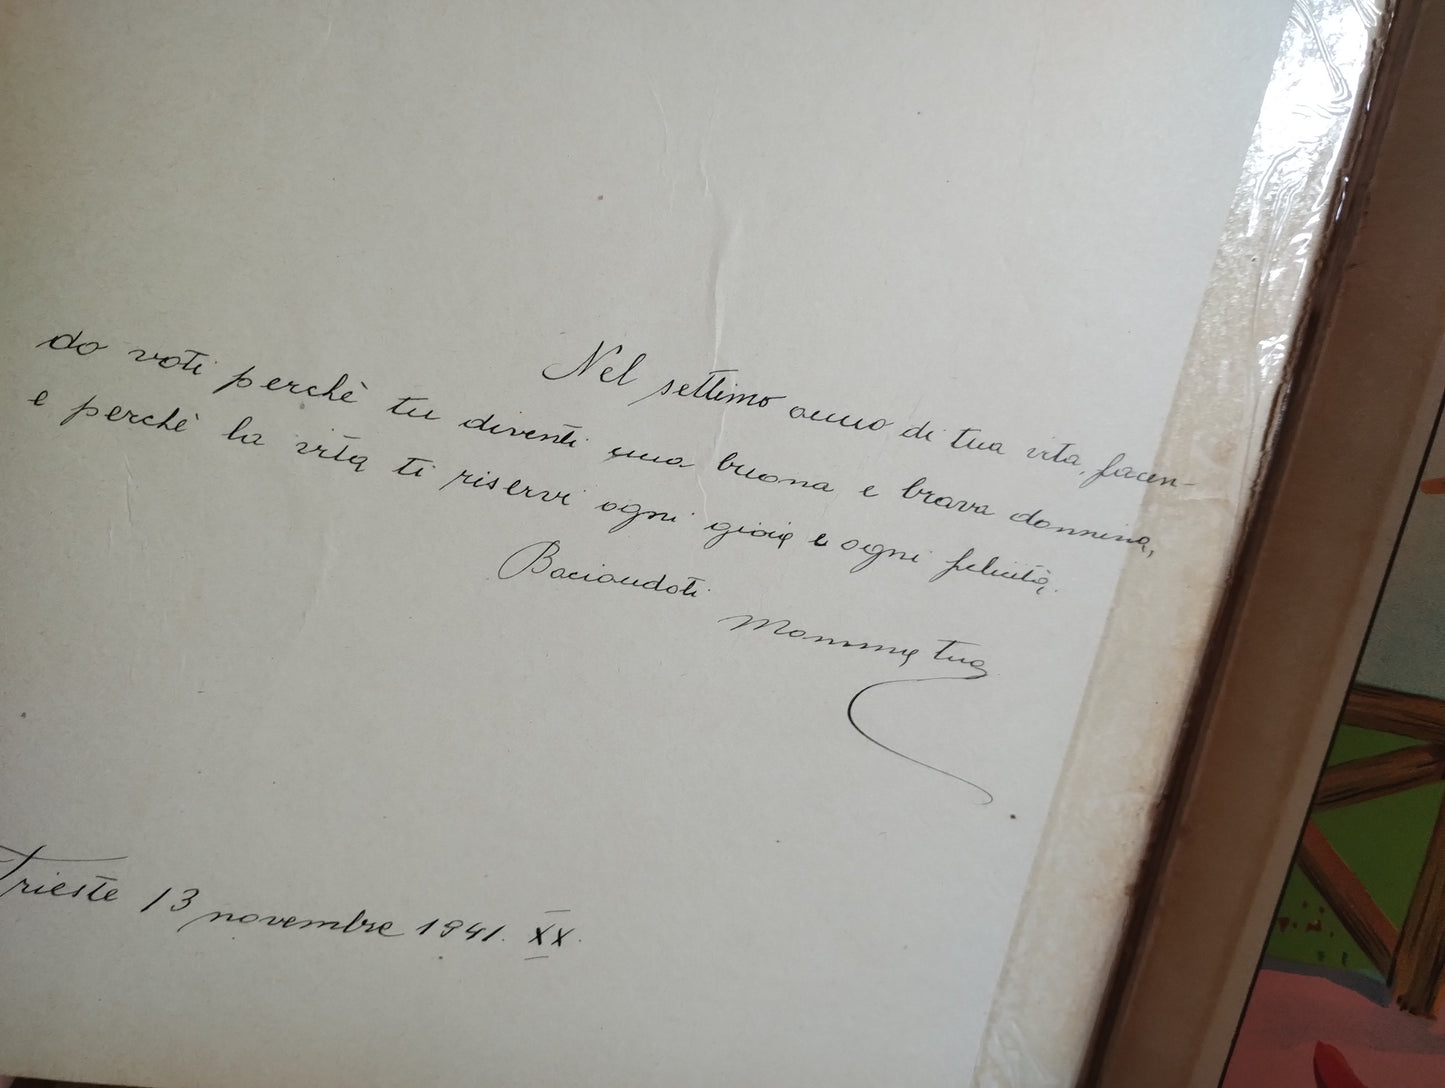 Nel settimo anno di tua vita, facen-
do voti perchè tu diventi una buona e brava donnina,
e perchè la vita ti riservi ogni gioia e ogni felicità.
Baciandoti
Mamma tua
Trieste 13 novembre 1941. XX.